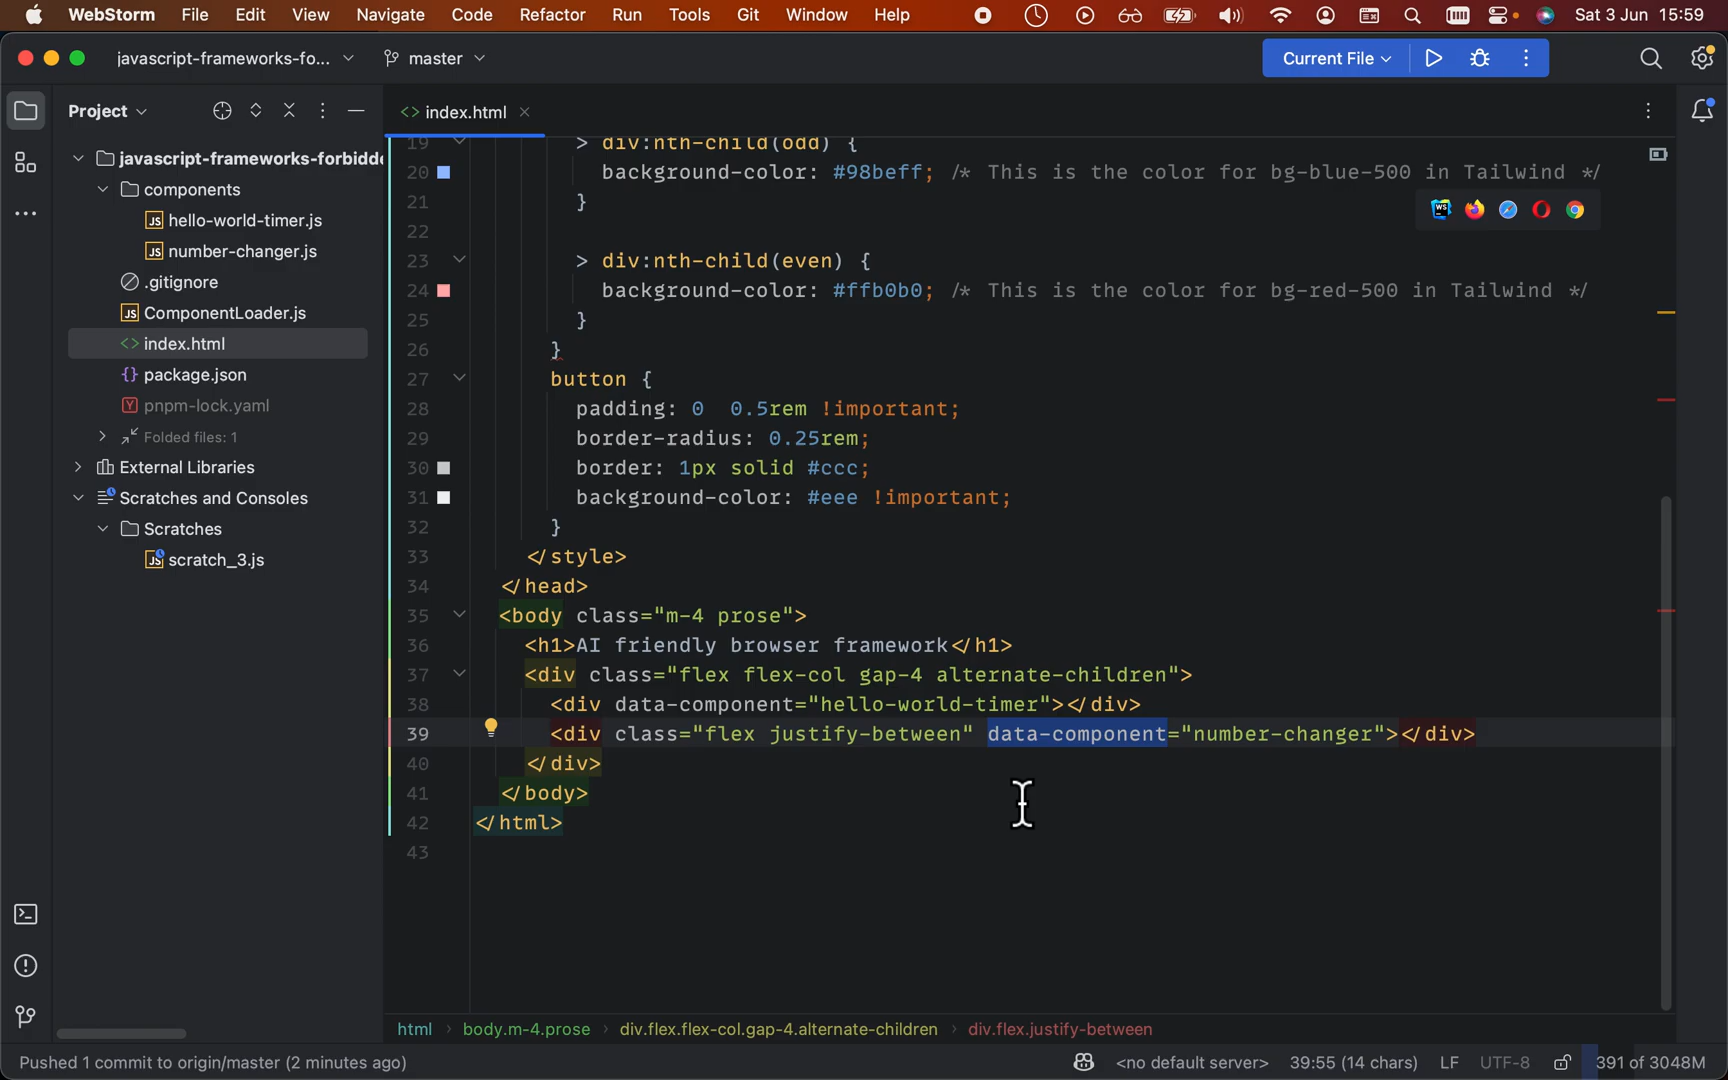 WebStorm File Edit View Navigate Code Refactor Run Tools Git Window Help Sat 3 Jun 15:59
javascript-frameworks-fo... master Current File
Project
index.html
javascript-frameworks-forbidd
components
hello-world-timer.js
number-changer.js
.gitignore
ComponentLoader.js
index.html
package.json
pnpm-lock.yaml
Folded files: 1
External Libraries
Scratches and Consoles
Scratches
scratch_3.js
19 > div:nth-child(odd) {
20 background-color: #98beff; /* This is the color for bg-blue-500 in Tailwind */
21 }
22
23 > div:nth-child(even) {
24 background-color: #ffb0b0; /* This is the color for bg-red-500 in Tailwind */
25 }
26 }
27 button {
28 padding: 0  0.5rem !important;
29 border-radius: 0.25rem;
30 border: 1px solid #ccc;
31 background-color: #eee !important;
32 }
33 </style>
34 </head>
35 <body class="m-4 prose">
36 <h1>AI friendly browser framework</h1>
37 <div class="flex flex-col gap-4 alternate-children">
38 <div data-component="hello-world-timer"></div>
39 <div class="flex justify-between" data-component="number-changer"></div>
40 </div>
41 </body>
42 </html>
43
html › body.m-4.prose › div.flex.flex-col.gap-4.alternate-children › div.flex.justify-between
Pushed 1 commit to origin/master (2 minutes ago) <no default server> 39:55 (14 chars) LF UTF-8 391 of 3048M